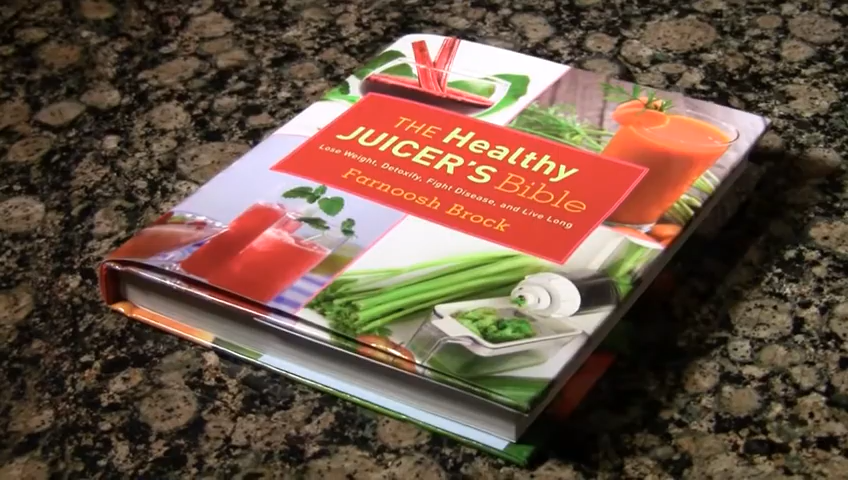 THE Healthy
JUICER'S Bible
Lose Weight, Detoxify, Fight Disease, and Live Long
Farnoosh Brock